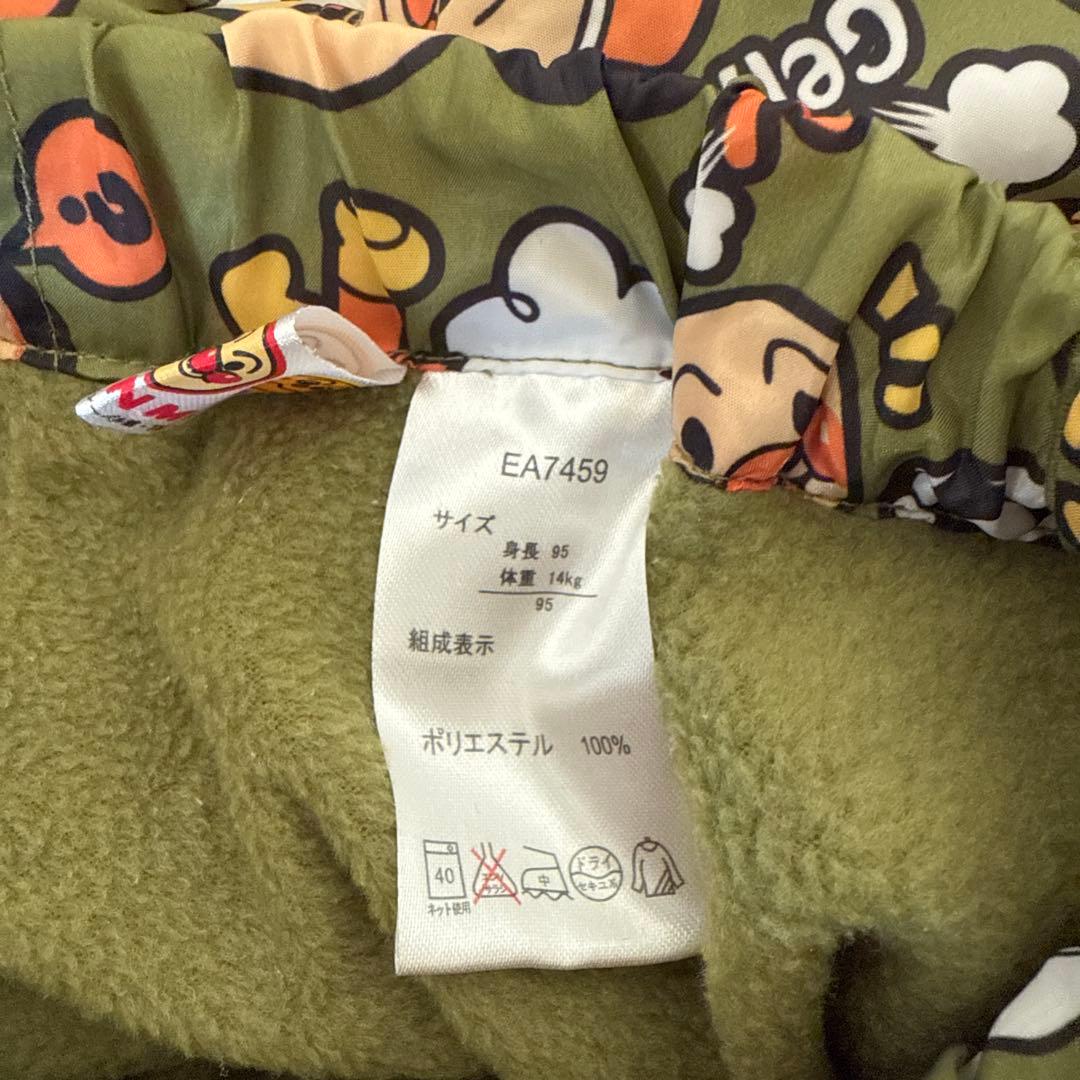 EA7459
サイズ
身長 95
体重 14kg
95
組成表示
ポリエステル 100%
40
中
ドライ
セキユ系
ネット使用